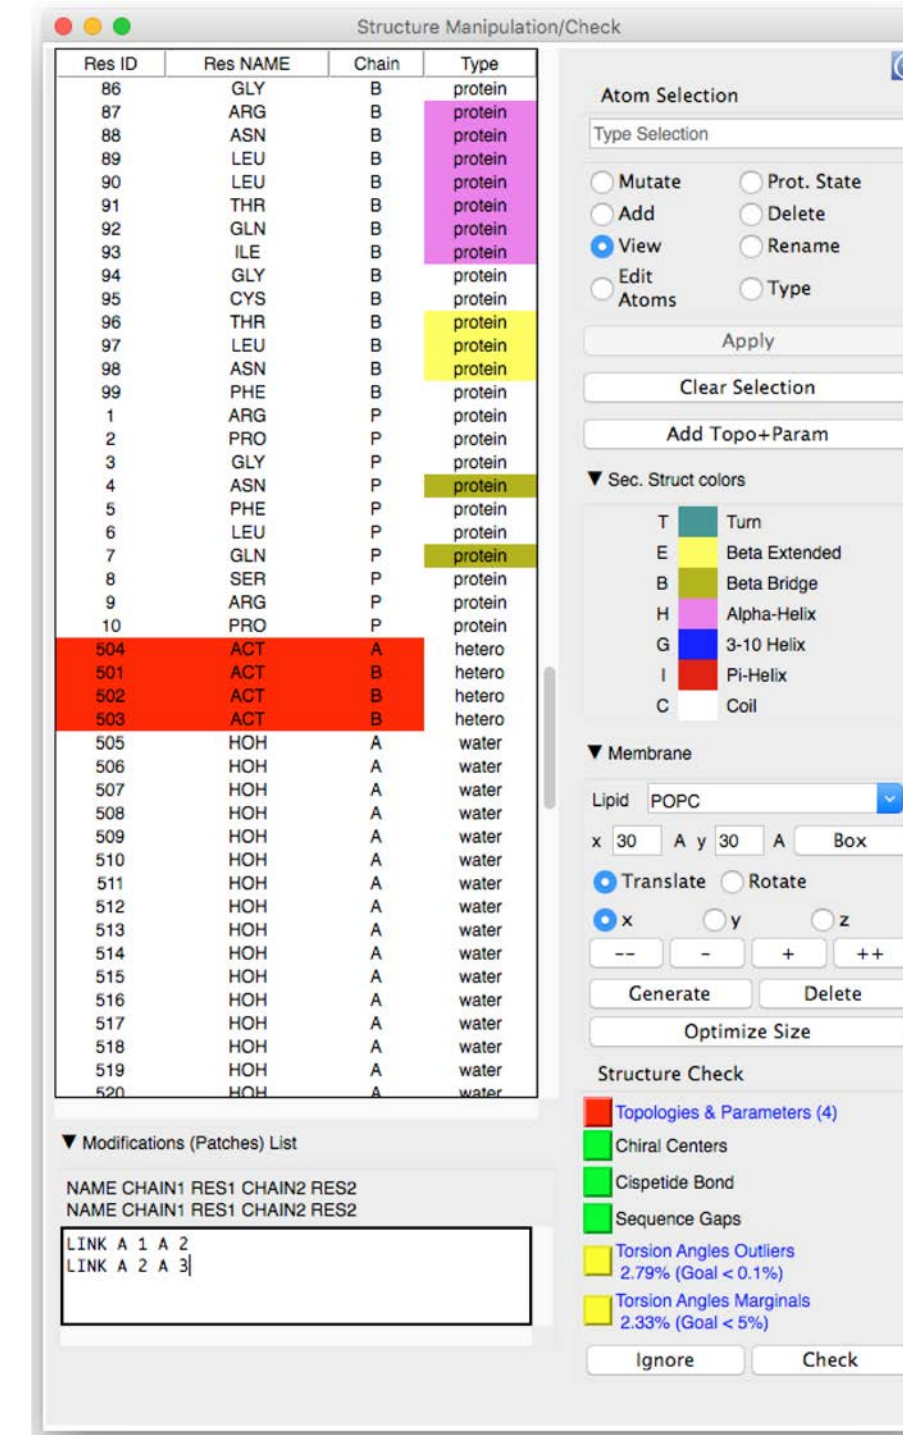 Structure Manipulation/Check
Res ID Res NAME Chain Type
86 GLY B protein
87 ARG B protein
88 ASN B protein
89 LEU B protein
90 LEU B protein
91 THR B protein
92 GLN B protein
93 ILE B protein
94 GLY B protein
95 CYS B protein
96 THR B protein
97 LEU B protein
98 ASN B protein
99 PHE B protein
1 ARG P protein
2 PRO P protein
3 GLY P protein
4 ASN P protein
5 PHE P protein
6 LEU P protein
7 GLN P protein
8 SER P protein
9 ARG P protein
10 PRO P protein
504 ACT A hetero
501 ACT B hetero
502 ACT B hetero
503 ACT B hetero
505 HOH A water
506 HOH A water
507 HOH A water
508 HOH A water
509 HOH A water
510 HOH A water
511 HOH A water
512 HOH A water
513 HOH A water
514 HOH A water
515 HOH A water
516 HOH A water
517 HOH A water
518 HOH A water
519 HOH A water
520 HOH A water
▼ Modifications (Patches) List
NAME CHAIN1 RES1 CHAIN2 RES2
NAME CHAIN1 RES1 CHAIN2 RES2
LINK A 1 A 2
LINK A 2 A 3
Atom Selection
Type Selection
Mutate Prot. State
Add Delete
View Rename
Edit Atoms Type
Apply
Clear Selection
Add Topo+Param
▼ Sec. Struct colors
T Turn
E Beta Extended
B Beta Bridge
H Alpha-Helix
G 3-10 Helix
I Pi-Helix
C Coil
▼ Membrane
Lipid POPC
x 30 A y 30 A Box
Translate Rotate
x y z
-- - + ++
Generate Delete
Optimize Size
Structure Check
Topologies & Parameters (4)
Chiral Centers
Cispetide Bond
Sequence Gaps
Torsion Angles Outliers
2.79% (Goal < 0.1%)
Torsion Angles Marginals
2.33% (Goal < 5%)
Ignore Check